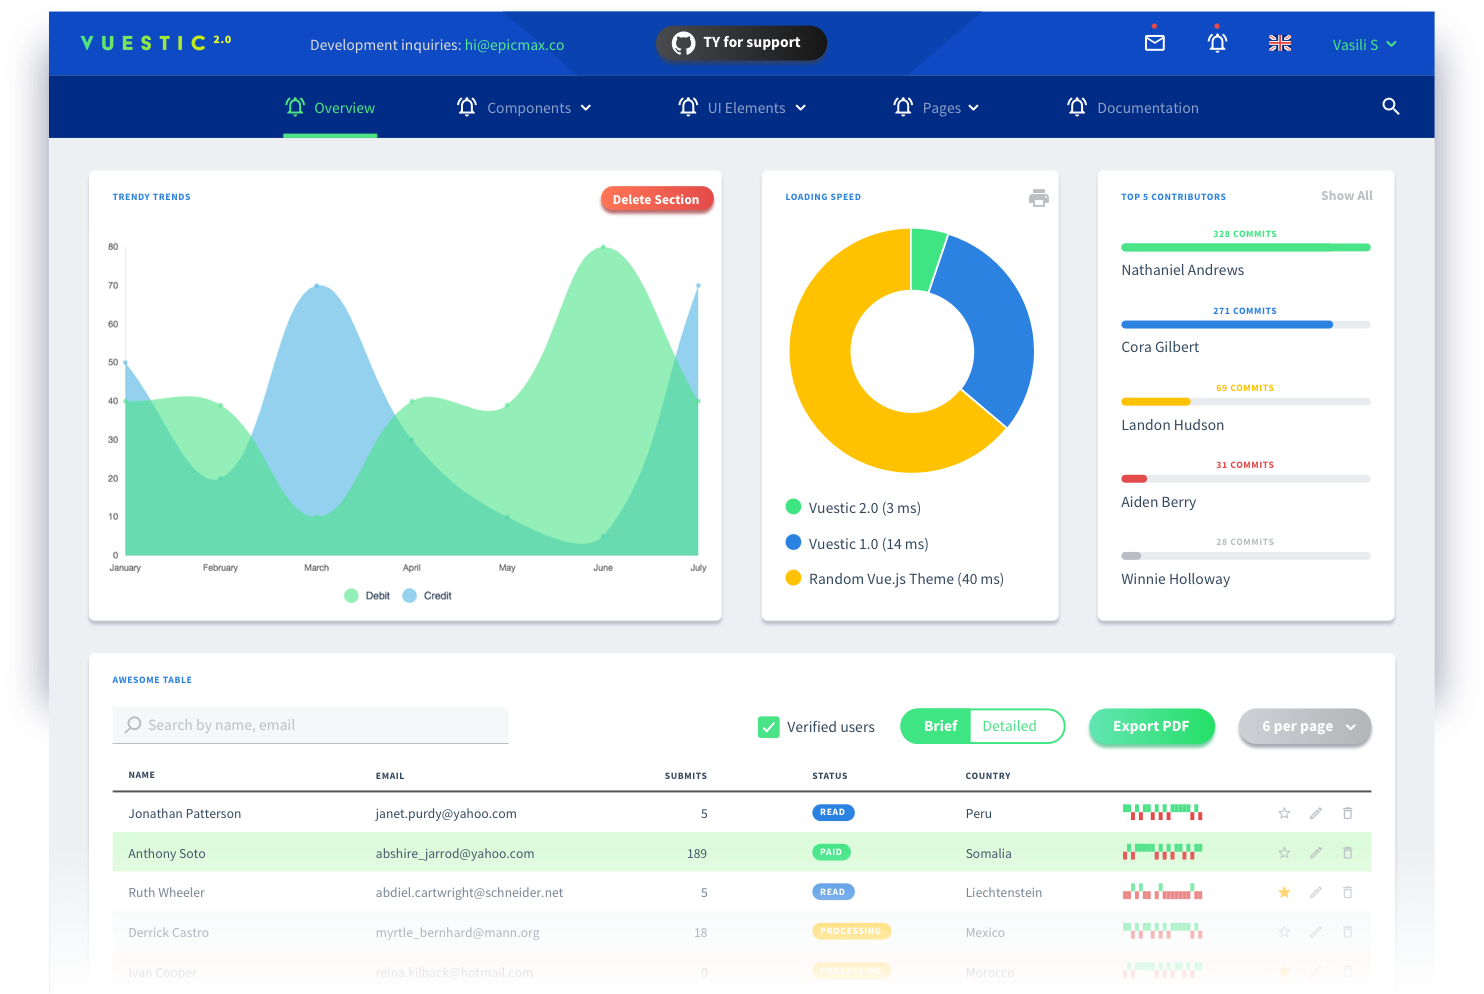 VUESTIC 2.0
Development inquiries: hi@epicmax.co
TY for support
Vasili S
Overview
Components
UI Elements
Pages
Documentation
TRENDY TRENDS
Delete Section
80
70
60
50
40
30
20
10
0
January February March April May June July
Debit Credit
LOADING SPEED
Vuestic 2.0 (3 ms)
Vuestic 1.0 (14 ms)
Random Vue.js Theme (40 ms)
TOP 5 CONTRIBUTORS
Show All
328 COMMITS
Nathaniel Andrews
271 COMMITS
Cora Gilbert
69 COMMITS
Landon Hudson
31 COMMITS
Aiden Berry
28 COMMITS
Winnie Holloway
AWESOME TABLE
Search by name, email
Verified users
Brief Detailed
Export PDF
6 per page
NAME EMAIL SUBMITS STATUS COUNTRY
Jonathan Patterson janet.purdy@yahoo.com 5 READ Peru
Anthony Soto abshire_jarrod@yahoo.com 189 PAID Somalia
Ruth Wheeler abdiel.cartwright@schneider.net 5 READ Liechtenstein
Derrick Castro myrtle_bernhard@mann.org 18 PROCESSING Mexico
Ivan Cooper reina.kilback@hotmail.com 0 PROCESSING Morocco